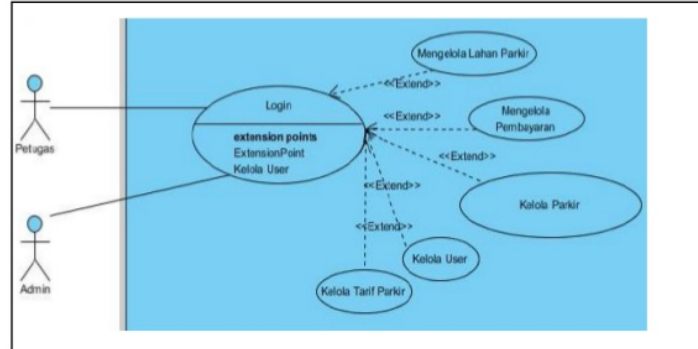 Mengelola Lahan Parkir
<<Extend>>
Login
<<Extend>>
Mengelola
Pembayaran
extension points
ExtensionPoint
Kelola User
Petugas
<<Extend>>
<<Extend>>
Kelola Parkir
<<Extend>>
Kelola User
Kelola Tarif Parkir
Admin